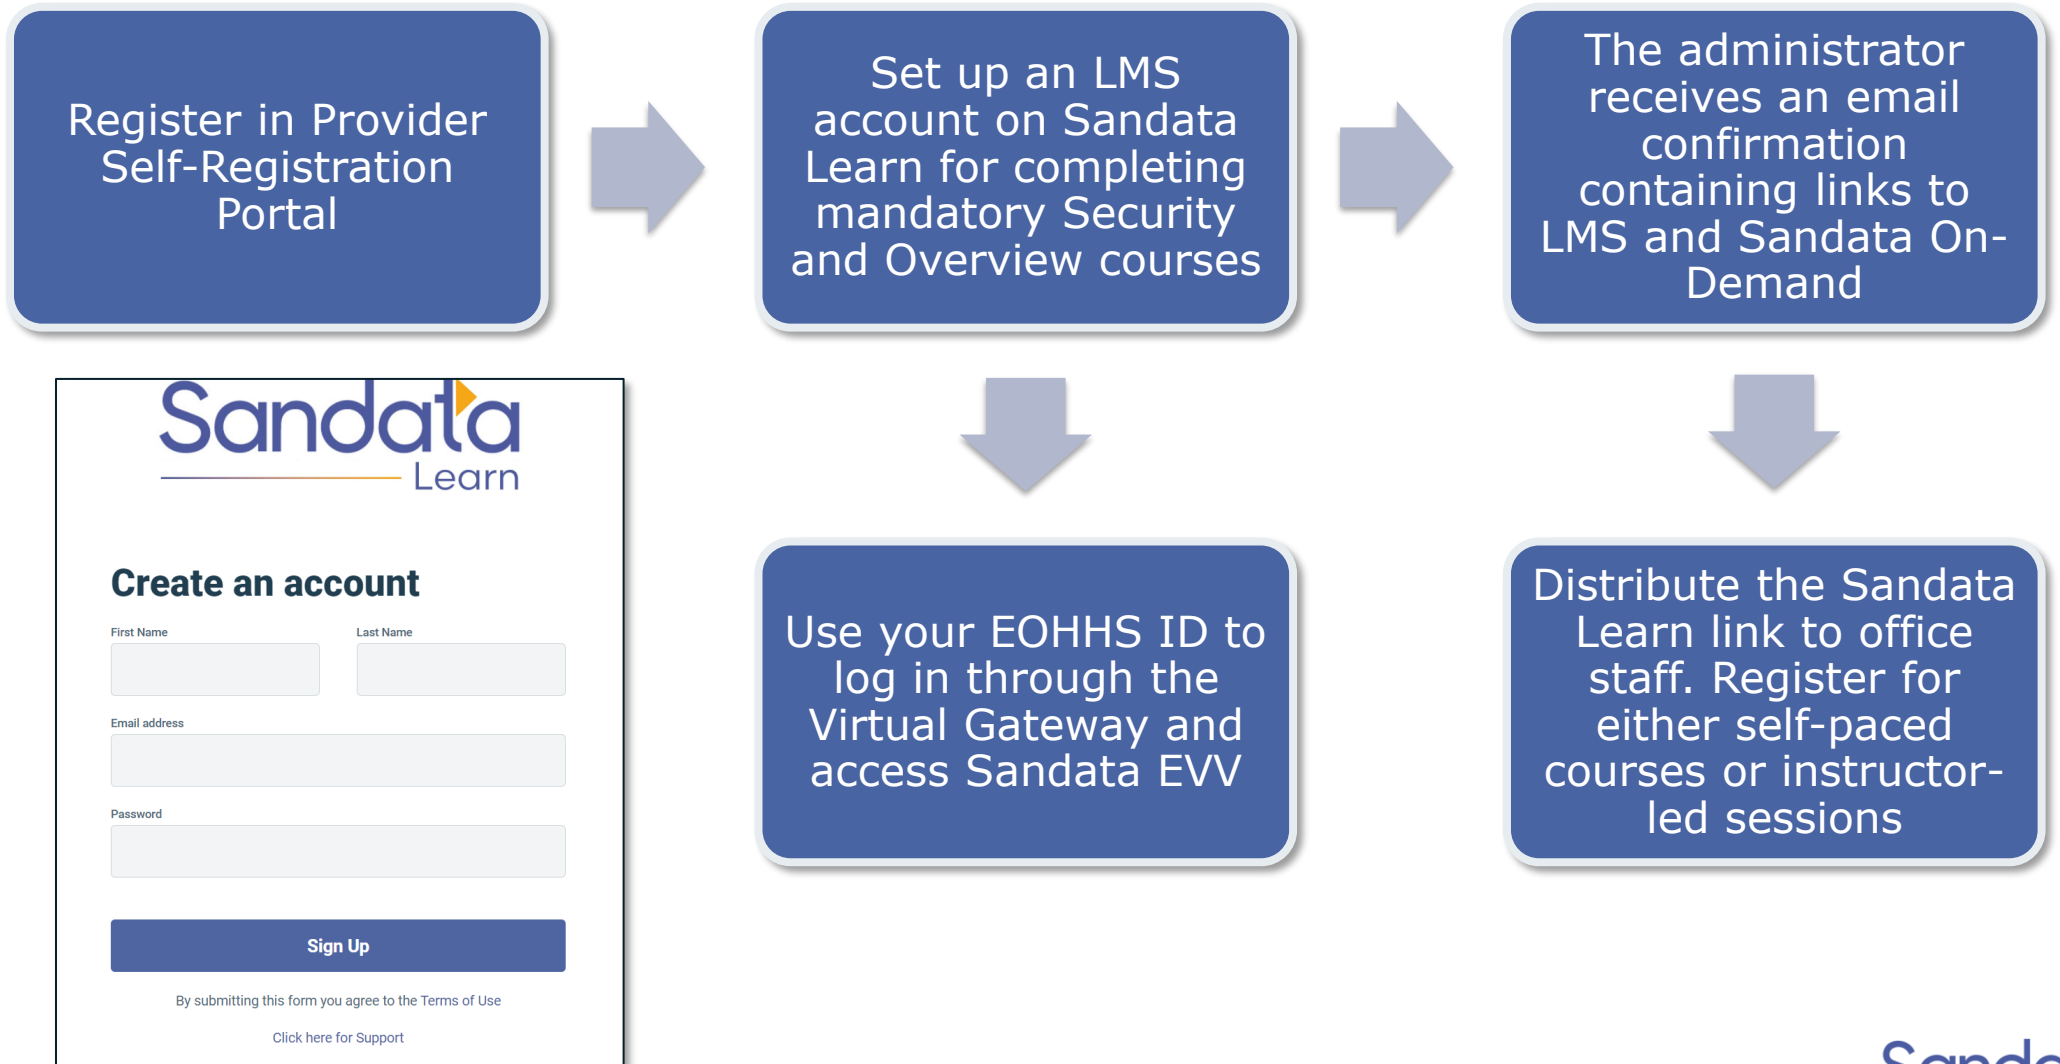 Register in Provider
Self-Registration
Portal
Set up an LMS
account on Sandata
Learn for completing
mandatory Security
and Overview courses
The administrator
receives an email
confirmation
containing links to
LMS and Sandata On-
Demand
Sandata
Learn
Create an account
First Name
Last Name
Email address
Password
Sign Up
By submitting this form you agree to the Terms of Use
Click here for Support
Use your EOHHS ID to
log in through the
Virtual Gateway and
access Sandata EVV
Distribute the Sandata
Learn link to office
staff. Register for
either self-paced
courses or instructor-
led sessions